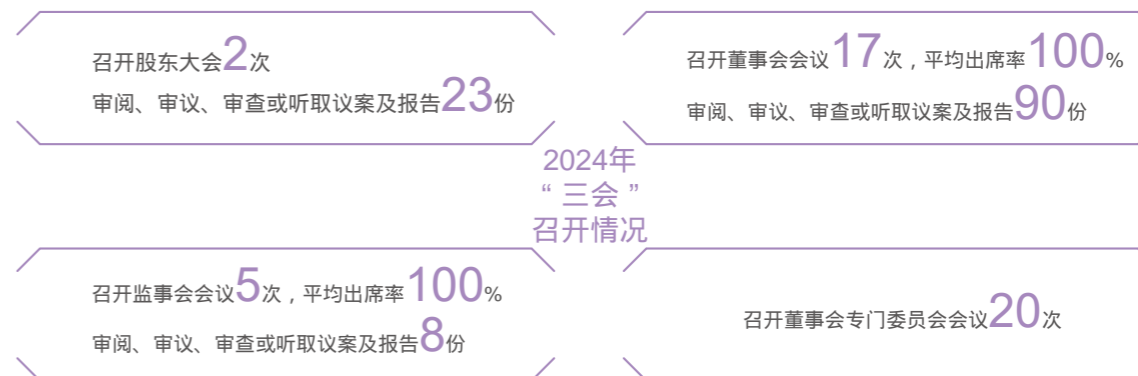 召开股东大会2次
审阅、审议、审查或听取议案及报告23份
召开董事会会议17次，平均出席率100%
审阅、审议、审查或听取议案及报告90份
2024年
“三会”
召开情况
召开监事会会议5次，平均出席率100%
审阅、审议、审查或听取议案及报告8份
召开董事会专门委员会会议20次